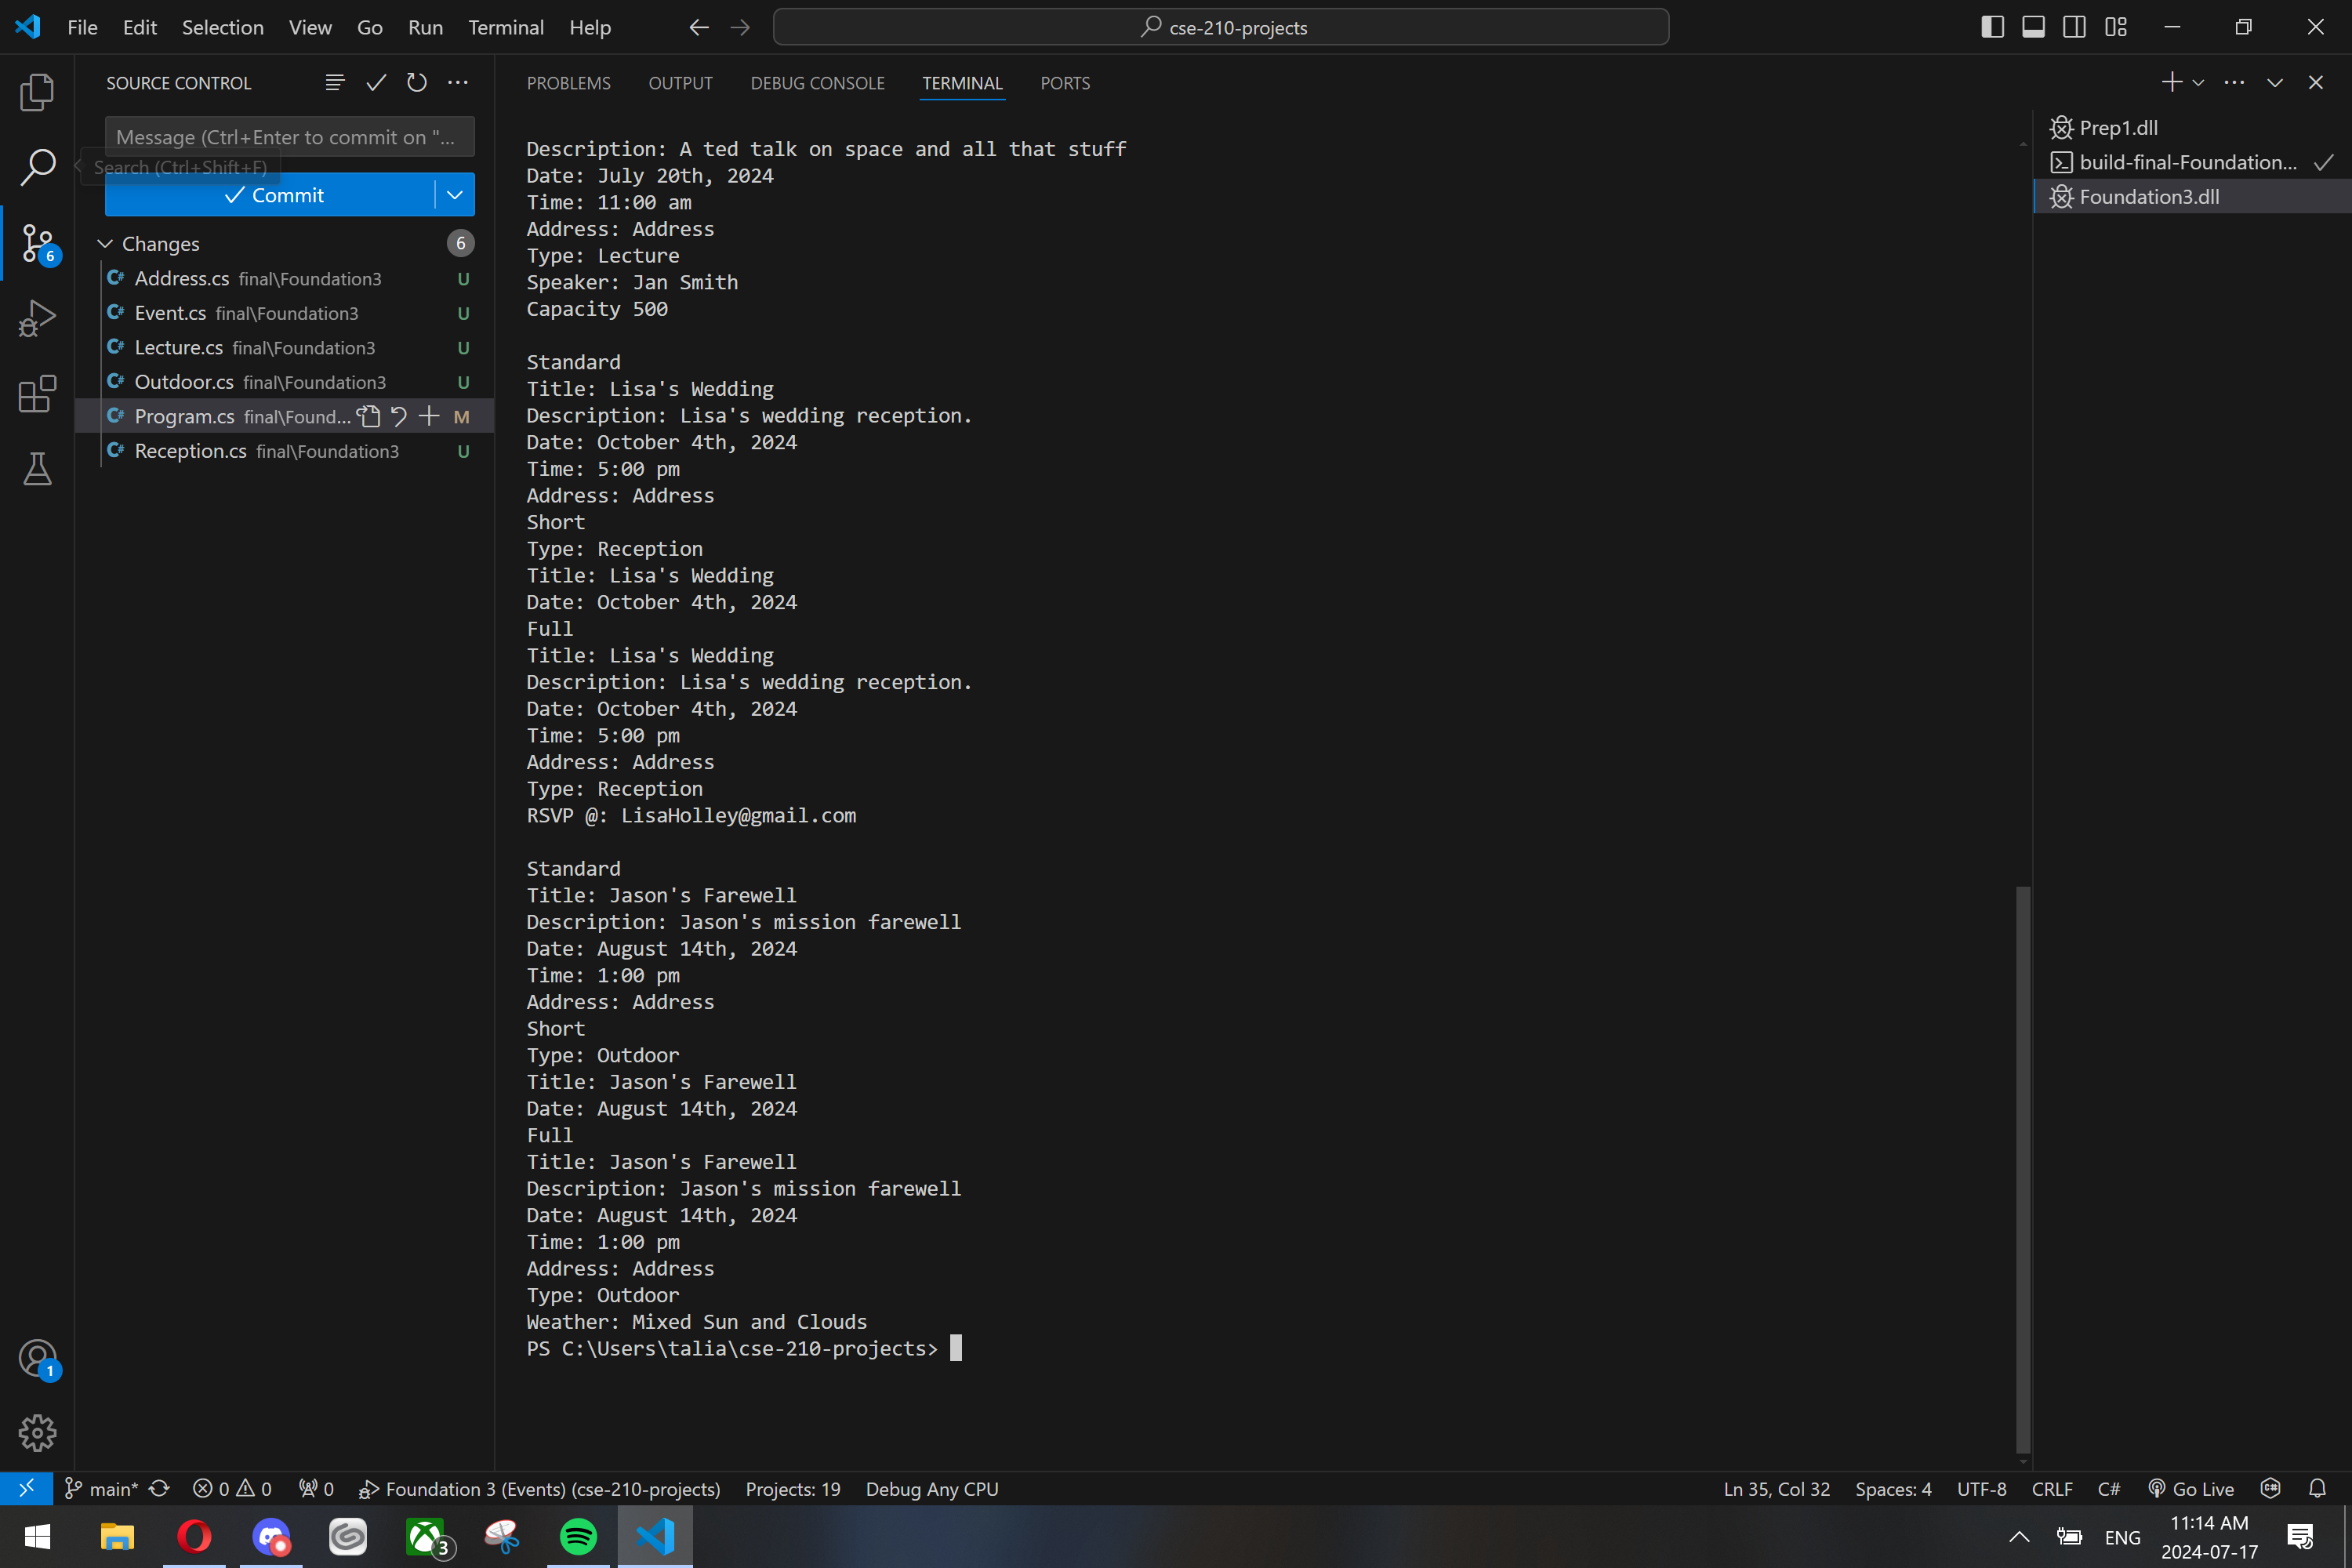 File Edit Selection View Go Run Terminal Help
cse-210-projects
SOURCE CONTROL
Message (Ctrl+Enter to commit on "...
Search (Ctrl+Shift+F)
Commit
Changes 6
6
C# Address.cs final\Foundation3 U
C# Event.cs final\Foundation3 U
C# Lecture.cs final\Foundation3 U
C# Outdoor.cs final\Foundation3 U
C# Program.cs final\Found... M
C# Reception.cs final\Foundation3 U
1
PROBLEMS OUTPUT DEBUG CONSOLE TERMINAL PORTS
Description: A ted talk on space and all that stuff
Date: July 20th, 2024
Time: 11:00 am
Address: Address
Type: Lecture
Speaker: Jan Smith
Capacity 500
Standard
Title: Lisa's Wedding
Description: Lisa's wedding reception.
Date: October 4th, 2024
Time: 5:00 pm
Address: Address
Short
Type: Reception
Title: Lisa's Wedding
Date: October 4th, 2024
Full
Title: Lisa's Wedding
Description: Lisa's wedding reception.
Date: October 4th, 2024
Time: 5:00 pm
Address: Address
Type: Reception
RSVP @: LisaHolley@gmail.com
Standard
Title: Jason's Farewell
Description: Jason's mission farewell
Date: August 14th, 2024
Time: 1:00 pm
Address: Address
Short
Type: Outdoor
Title: Jason's Farewell
Date: August 14th, 2024
Full
Title: Jason's Farewell
Description: Jason's mission farewell
Date: August 14th, 2024
Time: 1:00 pm
Address: Address
Type: Outdoor
Weather: Mixed Sun and Clouds
PS C:\Users\talia\cse-210-projects>
Prep1.dll
build-final-Foundation...
Foundation3.dll
main* 0 0 0 Foundation 3 (Events) (cse-210-projects) Projects: 19 Debug Any CPU Ln 35, Col 32 Spaces: 4 UTF-8 CRLF C# Go Live
3
ENG
11:14 AM
2024-07-17